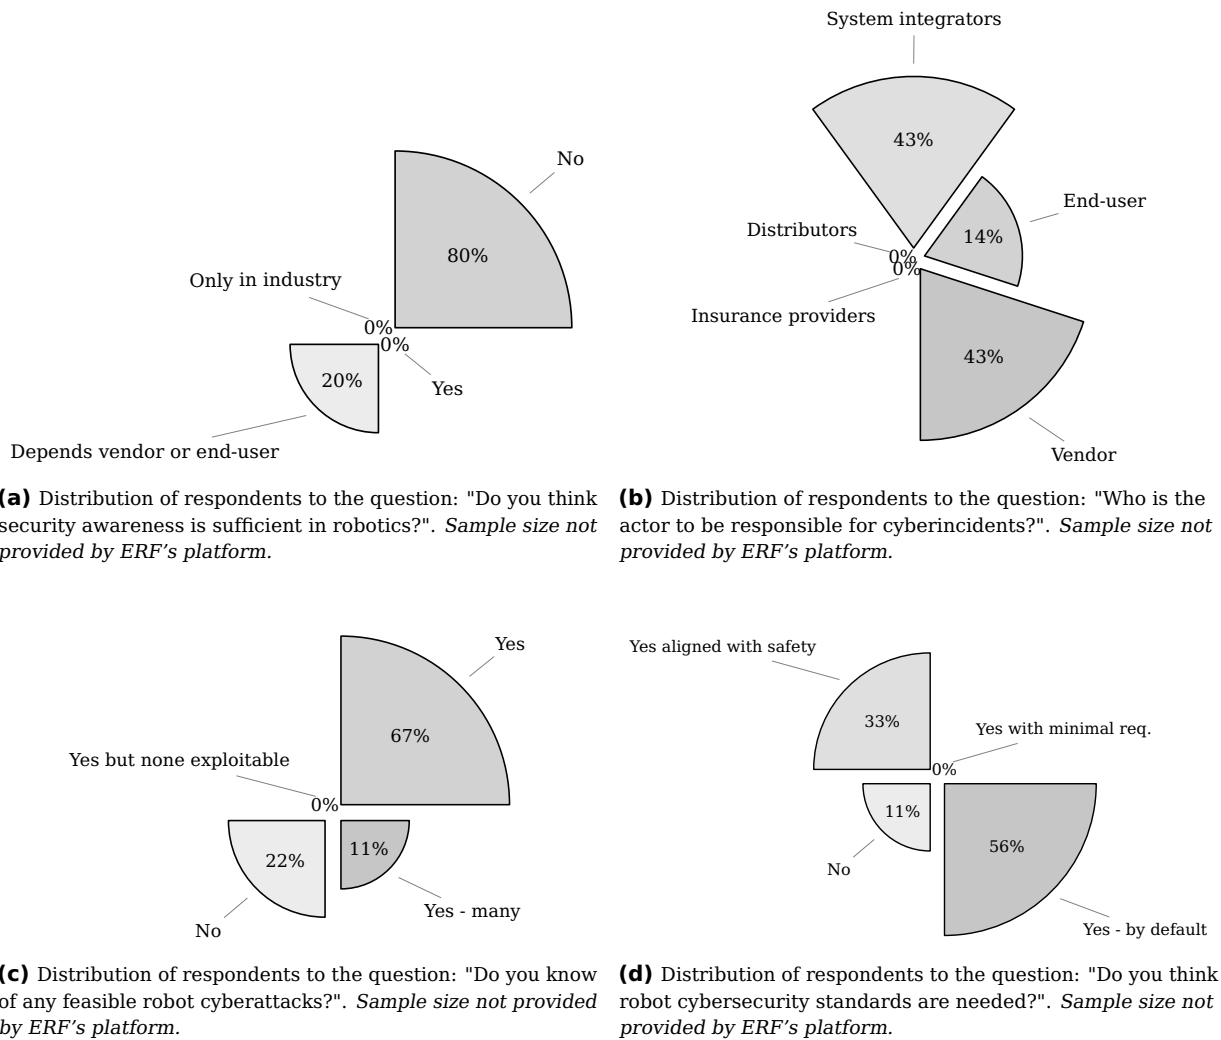 No
80%
Only in industry
0%
0%
20%
Yes
Depends vendor or end-user
(a) Distribution of respondents to the question: "Do you think
security awareness is sufficient in robotics?". Sample size not
provided by ERF’s platform.
System integrators
43%
End-user
Distributors
14%
0%
0%
Insurance providers
43%
Vendor
(b) Distribution of respondents to the question: "Who is the
actor to be responsible for cyberincidents?". Sample size not
provided by ERF’s platform.
Yes
67%
Yes but none exploitable
0%
22%
11%
Yes - many
No
(c) Distribution of respondents to the question: "Do you know
of any feasible robot cyberattacks?". Sample size not provided
by ERF’s platform.
Yes aligned with safety
33%
Yes with minimal req.
0%
11%
56%
No
Yes - by default
(d) Distribution of respondents to the question: "Do you think
robot cybersecurity standards are needed?". Sample size not
provided by ERF’s platform.